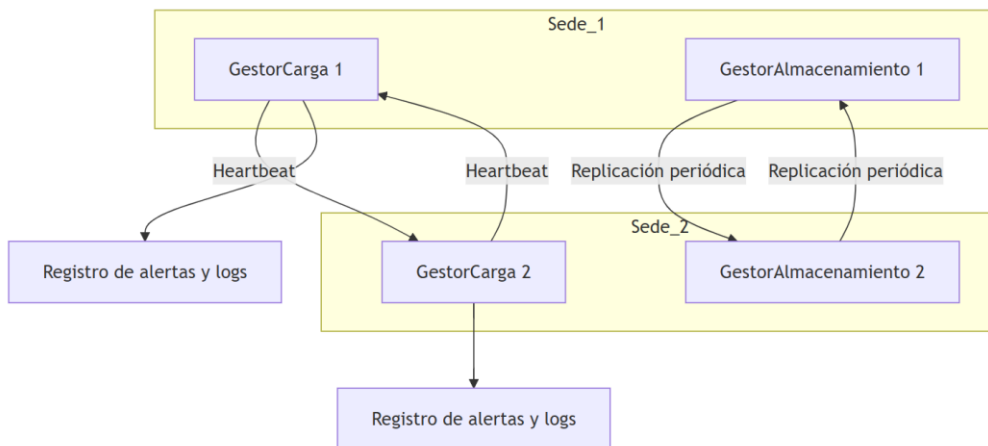 Sede_1
GestorCarga 1
GestorAlmacenamiento 1
Heartbeat
Heartbeat
Replicación periódica
Replicación periódica
Sede_2
Registro de alertas y logs
GestorCarga 2
GestorAlmacenamiento 2
Registro de alertas y logs